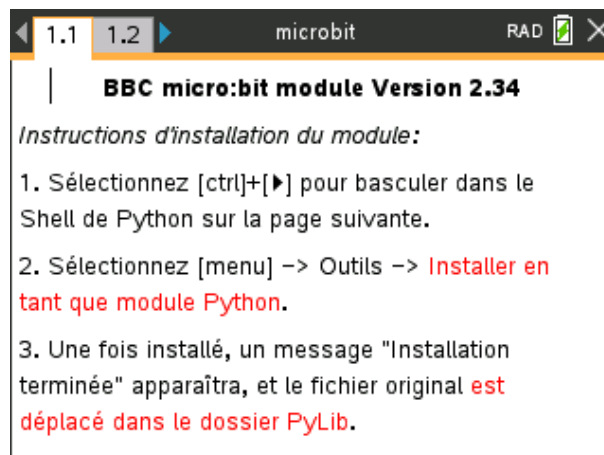 1.1 1.2 microbit RAD
BBC micro:bit module Version 2.34
Instructions d'installation du module:
1. Sélectionnez [ctrl]+[▶] pour basculer dans le
Shell de Python sur la page suivante.
2. Sélectionnez [menu] –> Outils –> Installer en
tant que module Python.
3. Une fois installé, un message "Installation
terminée" apparaîtra, et le fichier original est
déplacé dans le dossier PyLib.